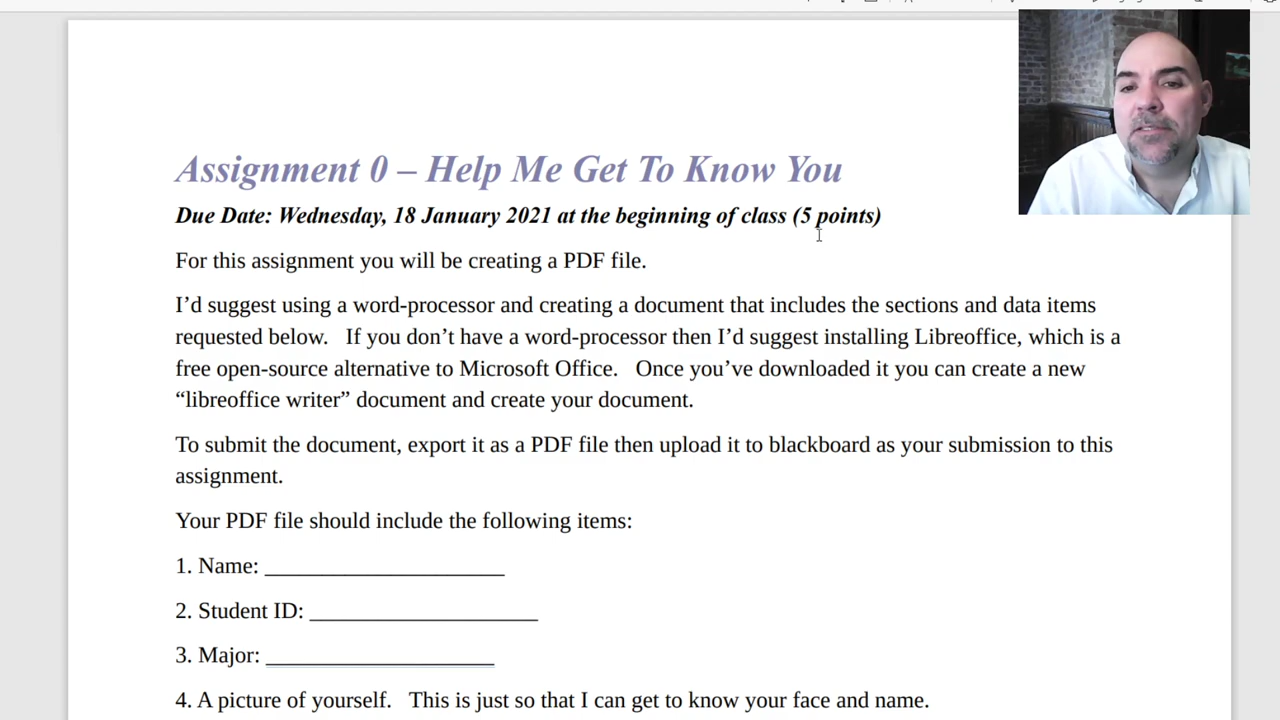 Assignment 0 – Help Me Get To Know You
Due Date: Wednesday, 18 January 2021 at the beginning of class (5 points)
For this assignment you will be creating a PDF file.
I’d suggest using a word-processor and creating a document that includes the sections and data items
requested below.   If you don’t have a word-processor then I’d suggest installing Libreoffice, which is a
free open-source alternative to Microsoft Office.   Once you’ve downloaded it you can create a new
“libreoffice writer” document and create your document.
To submit the document, export it as a PDF file then upload it to blackboard as your submission to this
assignment.
Your PDF file should include the following items:
1. Name: _____________________
2. Student ID: ____________________
3. Major: ____________________
4. A picture of yourself.   This is just so that I can get to know your face and name.